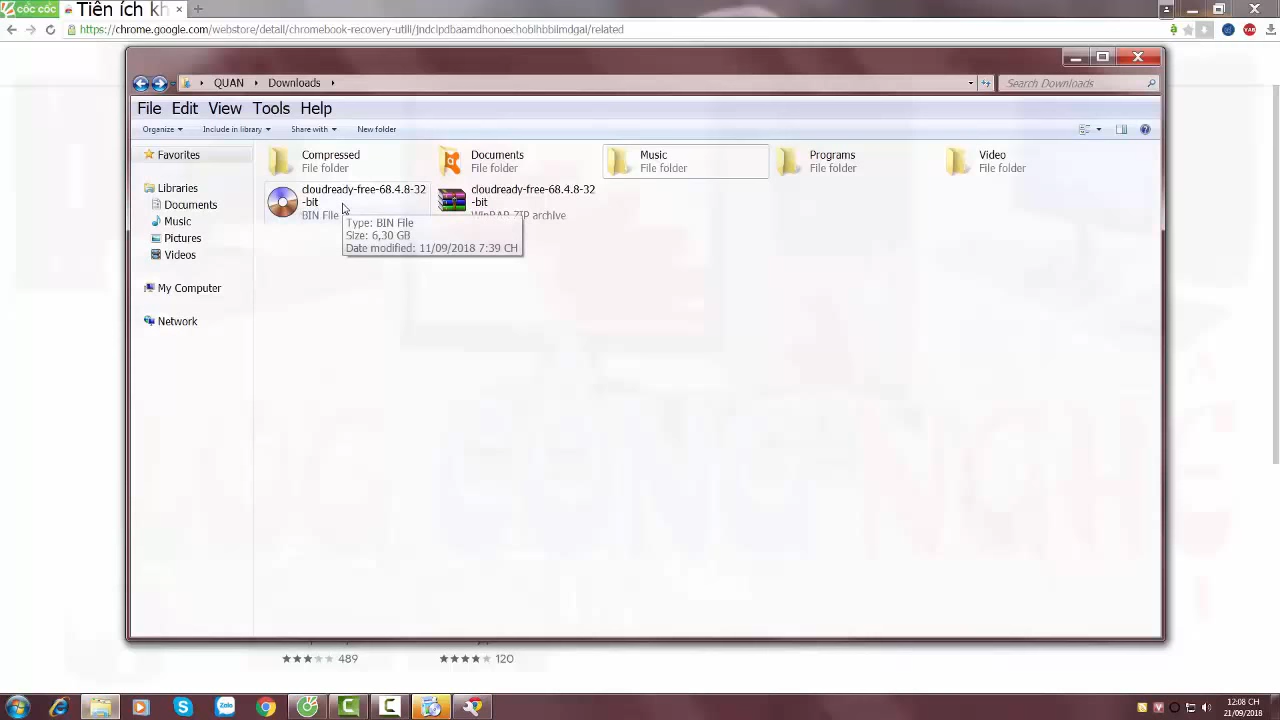 cốc cốc Tiện ích kh
https://chrome.google.com/webstore/detail/chromebook-recovery-utili/jndclpdbaamdhonoechobihbbiimdgai/related
QUAN Downloads
Search Downloads
File Edit View Tools Help
Organize Include in library Share with New folder
Favorites
Libraries
Documents
Music
Pictures
Videos
My Computer
Network
Compressed
File folder
Documents
File folder
Music
File folder
Programs
File folder
Video
File folder
cloudready-free-68.4.8-32
-bit
BIN File
cloudready-free-68.4.8-32
-bit
WinRAR ZIP archive
Type: BIN File
Size: 6,30 GB
Date modified: 11/09/2018 7:39 CH
489
120
Zalo
12:08 CH
21/09/2018